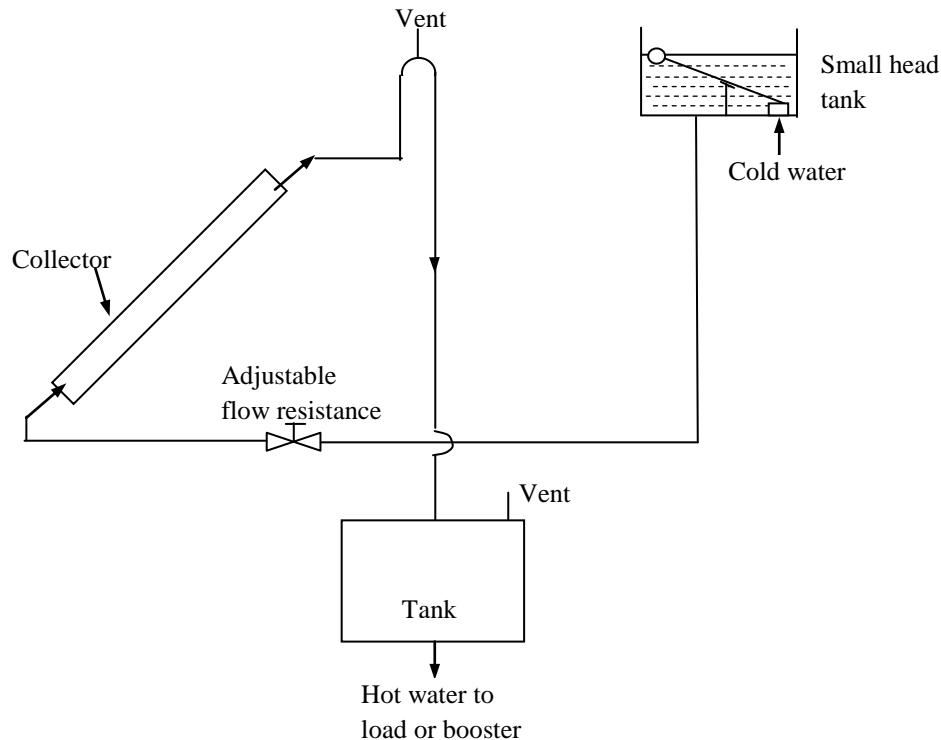 Vent
Small head
tank
Cold water
Collector
Adjustable
flow resistance
Vent
Tank
Hot water to
load or booster